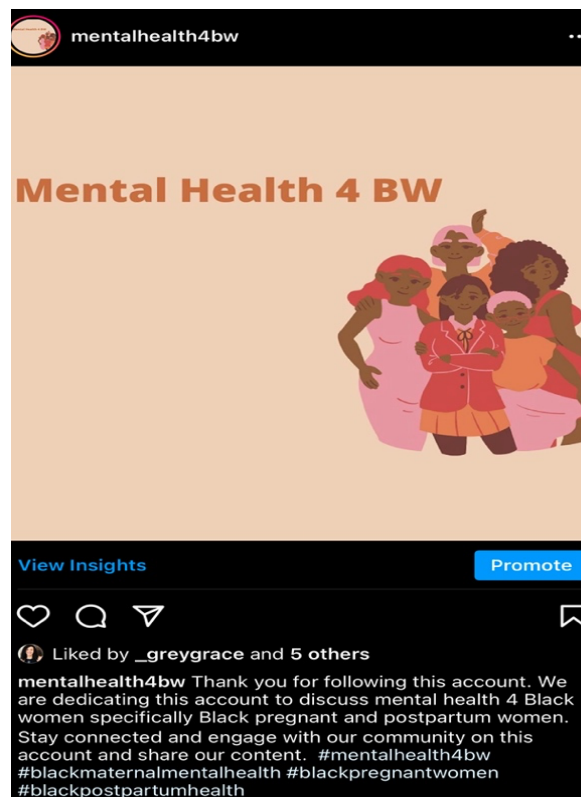 mentalhealth4bw
Mental Health 4 BW
View Insights
Promote
Liked by _greygrace and 5 others
mentalhealth4bw Thank you for following this account. We
are dedicating this account to discuss mental health 4 Black
women specifically Black pregnant and postpartum women.
Stay connected and engage with our community on this
account and share our content. #mentalhealth4bw
#blackmaternalmentalhealth #blackpregnantwomen
#blackpostpartumhealth